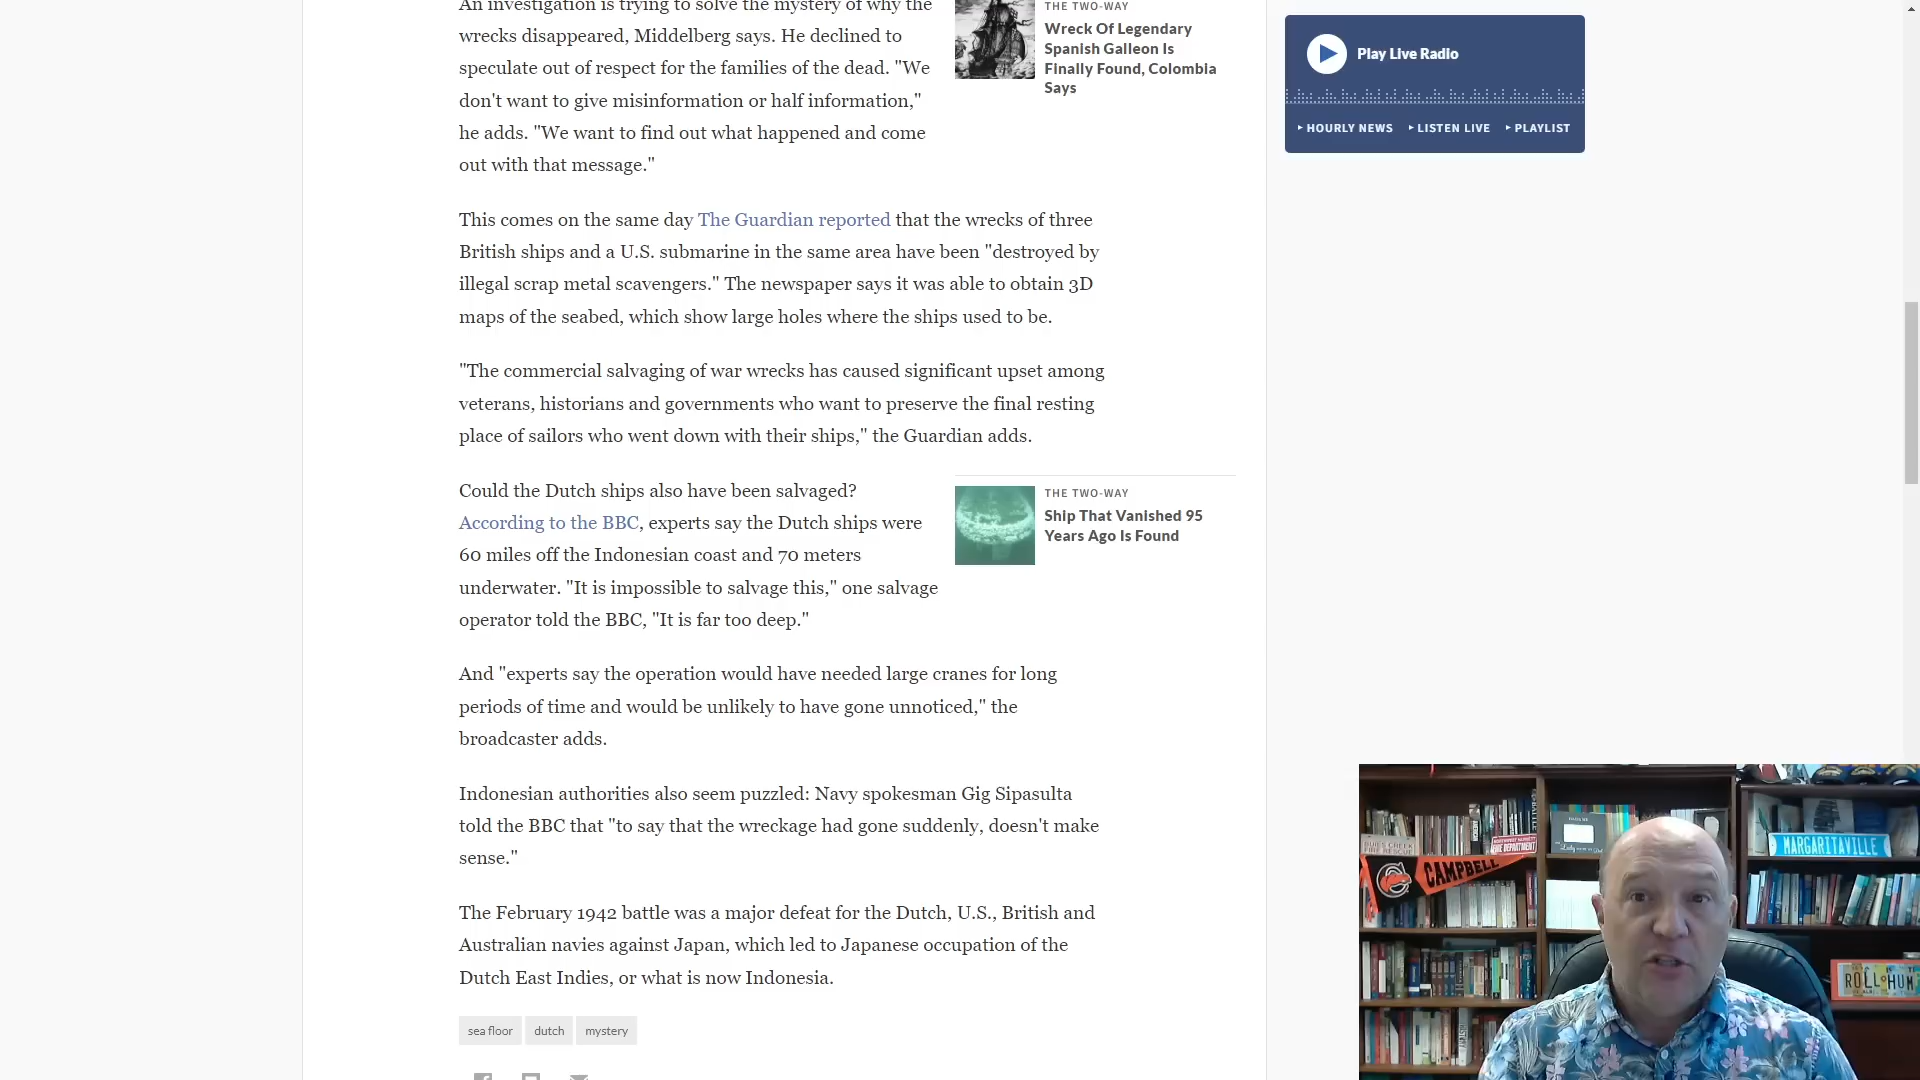 An investigation is trying to solve the mystery of why the
wrecks disappeared, Middelberg says. He declined to
speculate out of respect for the families of the dead. "We
don't want to give misinformation or half information,"
he adds. "We want to find out what happened and come
out with that message."
THE TWO-WAY
Wreck Of Legendary
Spanish Galleon Is
Finally Found, Colombia
Says
Play Live Radio
HOURLY NEWS
LISTEN LIVE
PLAYLIST
This comes on the same day The Guardian reported that the wrecks of three
British ships and a U.S. submarine in the same area have been "destroyed by
illegal scrap metal scavengers." The newspaper says it was able to obtain 3D
maps of the seabed, which show large holes where the ships used to be.
"The commercial salvaging of war wrecks has caused significant upset among
veterans, historians and governments who want to preserve the final resting
place of sailors who went down with their ships," the Guardian adds.
Could the Dutch ships also have been salvaged?
According to the BBC, experts say the Dutch ships were
60 miles off the Indonesian coast and 70 meters
underwater. "It is impossible to salvage this," one salvage
operator told the BBC, "It is far too deep."
THE TWO-WAY
Ship That Vanished 95
Years Ago Is Found
And "experts say the operation would have needed large cranes for long
periods of time and would be unlikely to have gone unnoticed," the
broadcaster adds.
Indonesian authorities also seem puzzled: Navy spokesman Gig Sipasulta
told the BBC that "to say that the wreckage had gone suddenly, doesn't make
sense."
The February 1942 battle was a major defeat for the Dutch, U.S., British and
Australian navies against Japan, which led to Japanese occupation of the
Dutch East Indies, or what is now Indonesia.
sea floor
dutch
mystery
MARGARITAVILLE
BUIES CREEK
FIRE RESCUE
FIRE DEPARTMENT
CAMPBELL
ROLL HUM